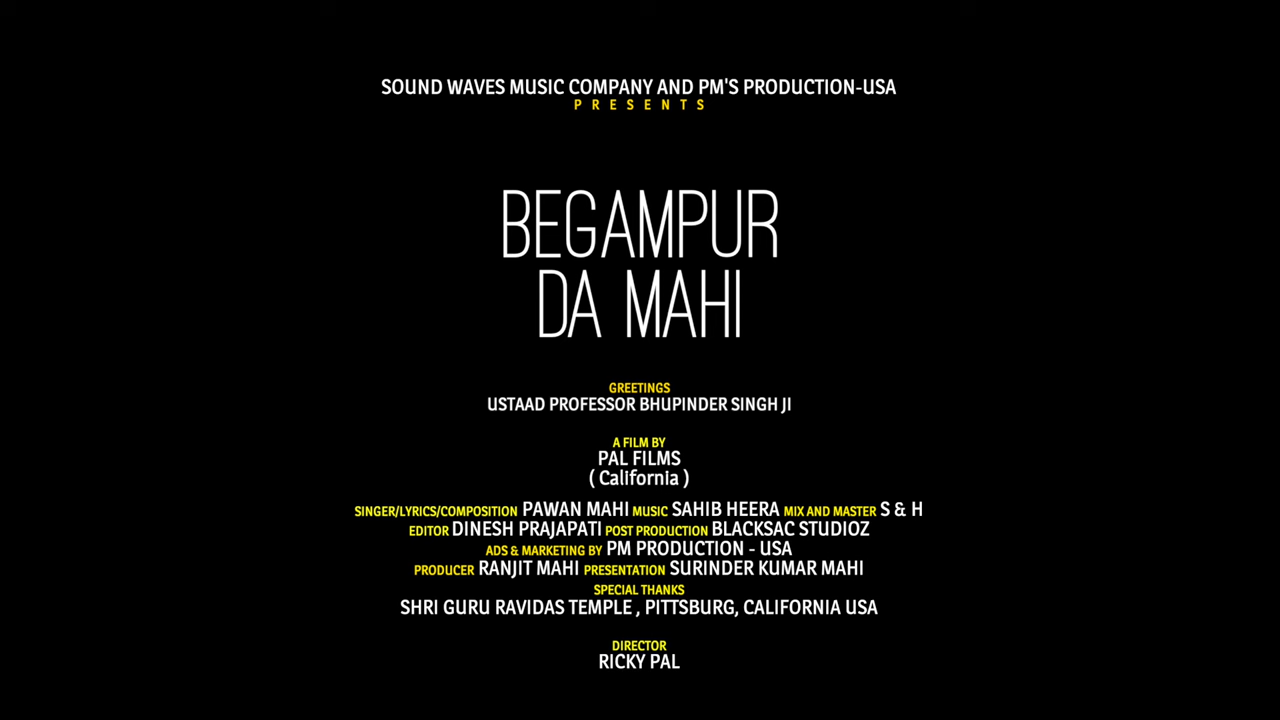 SOUND WAVES MUSIC COMPANY AND PM'S PRODUCTION-USA
PRESENTS
BEGAMPUR
DA MAHI
GREETINGS
USTAAD PROFESSOR BHUPINDER SINGH JI
A FILM BY
PAL FILMS
( California )
SINGER/LYRICS/COMPOSITION PAWAN MAHI MUSIC SAHIB HEERA MIX AND MASTER S & H
EDITOR DINESH PRAJAPATI POST PRODUCTION BLACKSAC STUDIOZ
ADS & MARKETING BY PM PRODUCTION - USA
PRODUCER RANJIT MAHI PRESENTATION SURINDER KUMAR MAHI
SPECIAL THANKS
SHRI GURU RAVIDAS TEMPLE , PITTSBURG, CALIFORNIA USA
DIRECTOR
RICKY PAL